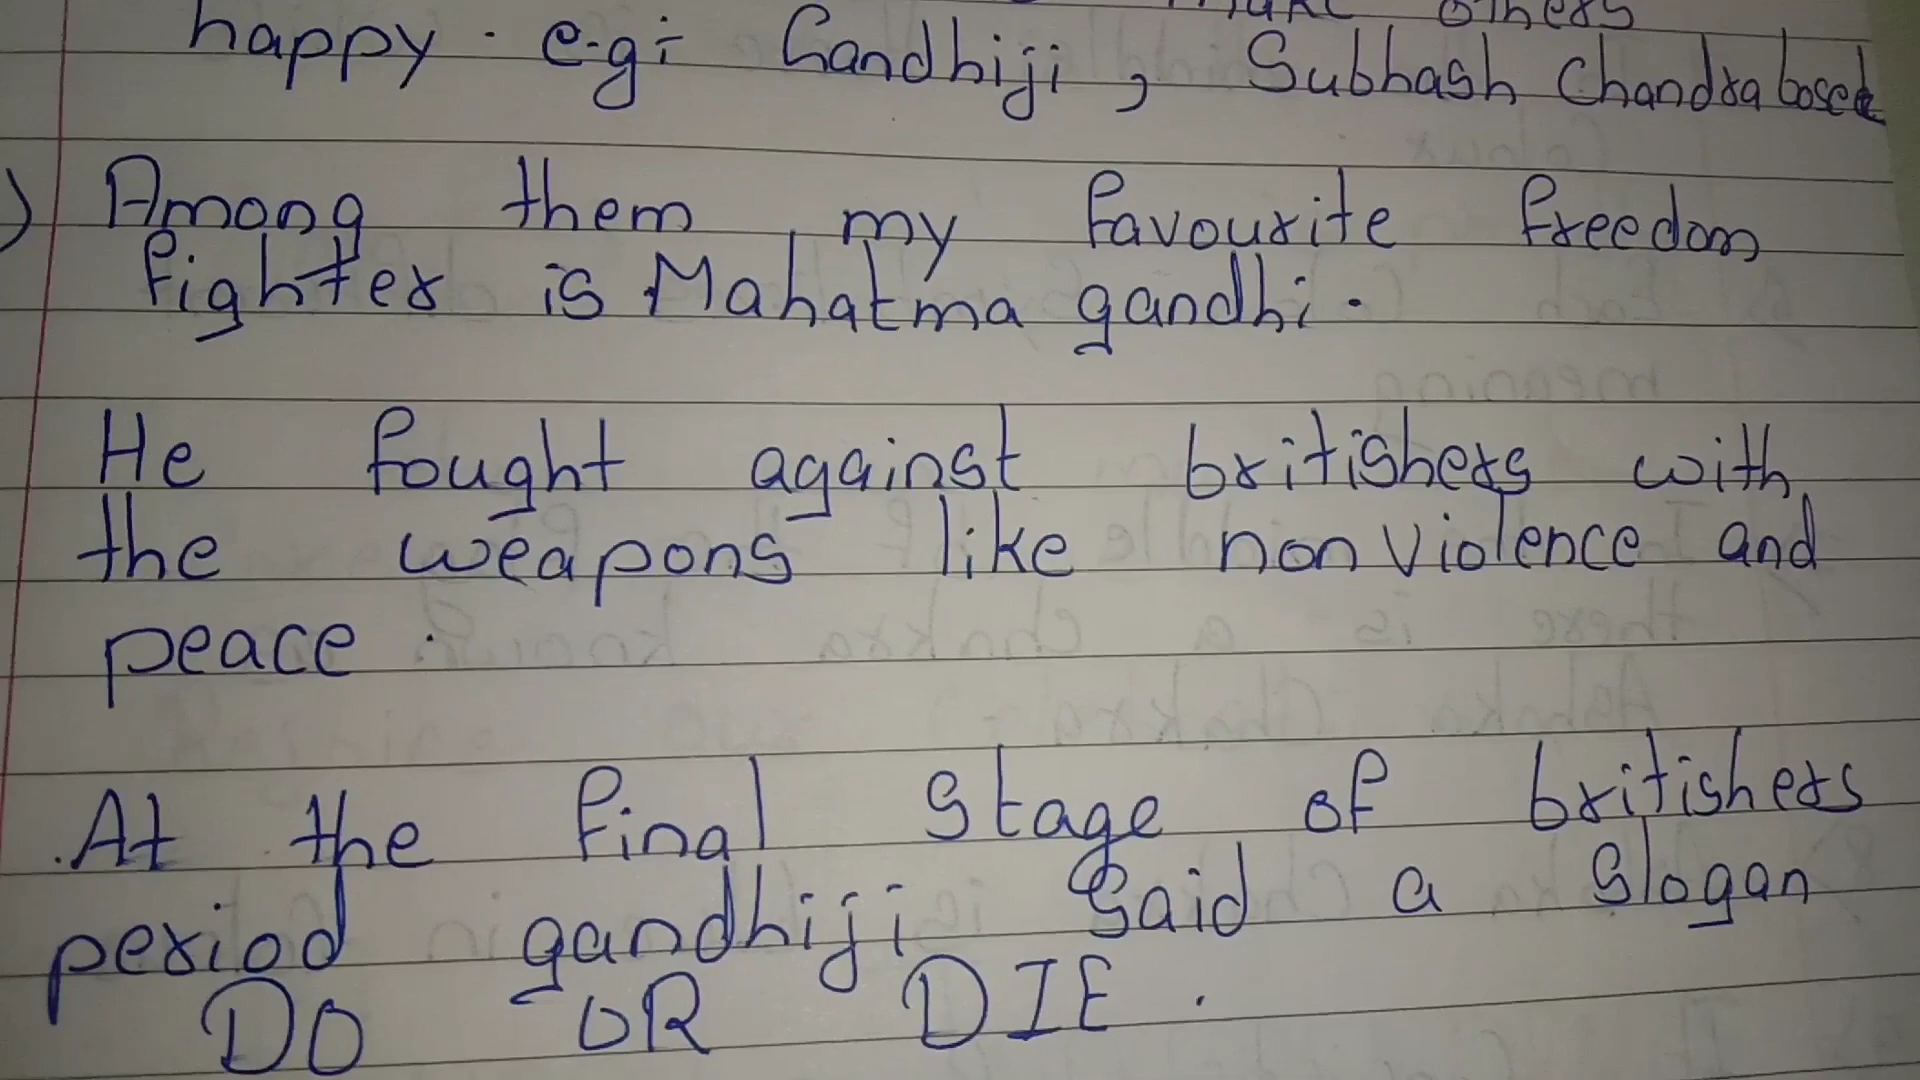 others
happy. e.g:- Gandhiji, Subhash Chandra bose
) Among them my favourite freedom
fighter is Mahatma gandhi.
He fought against britishers with
the weapons like non violence and
peace.
At the final stage of britishers
period gandhiji said a slogan
DO OR DIE.